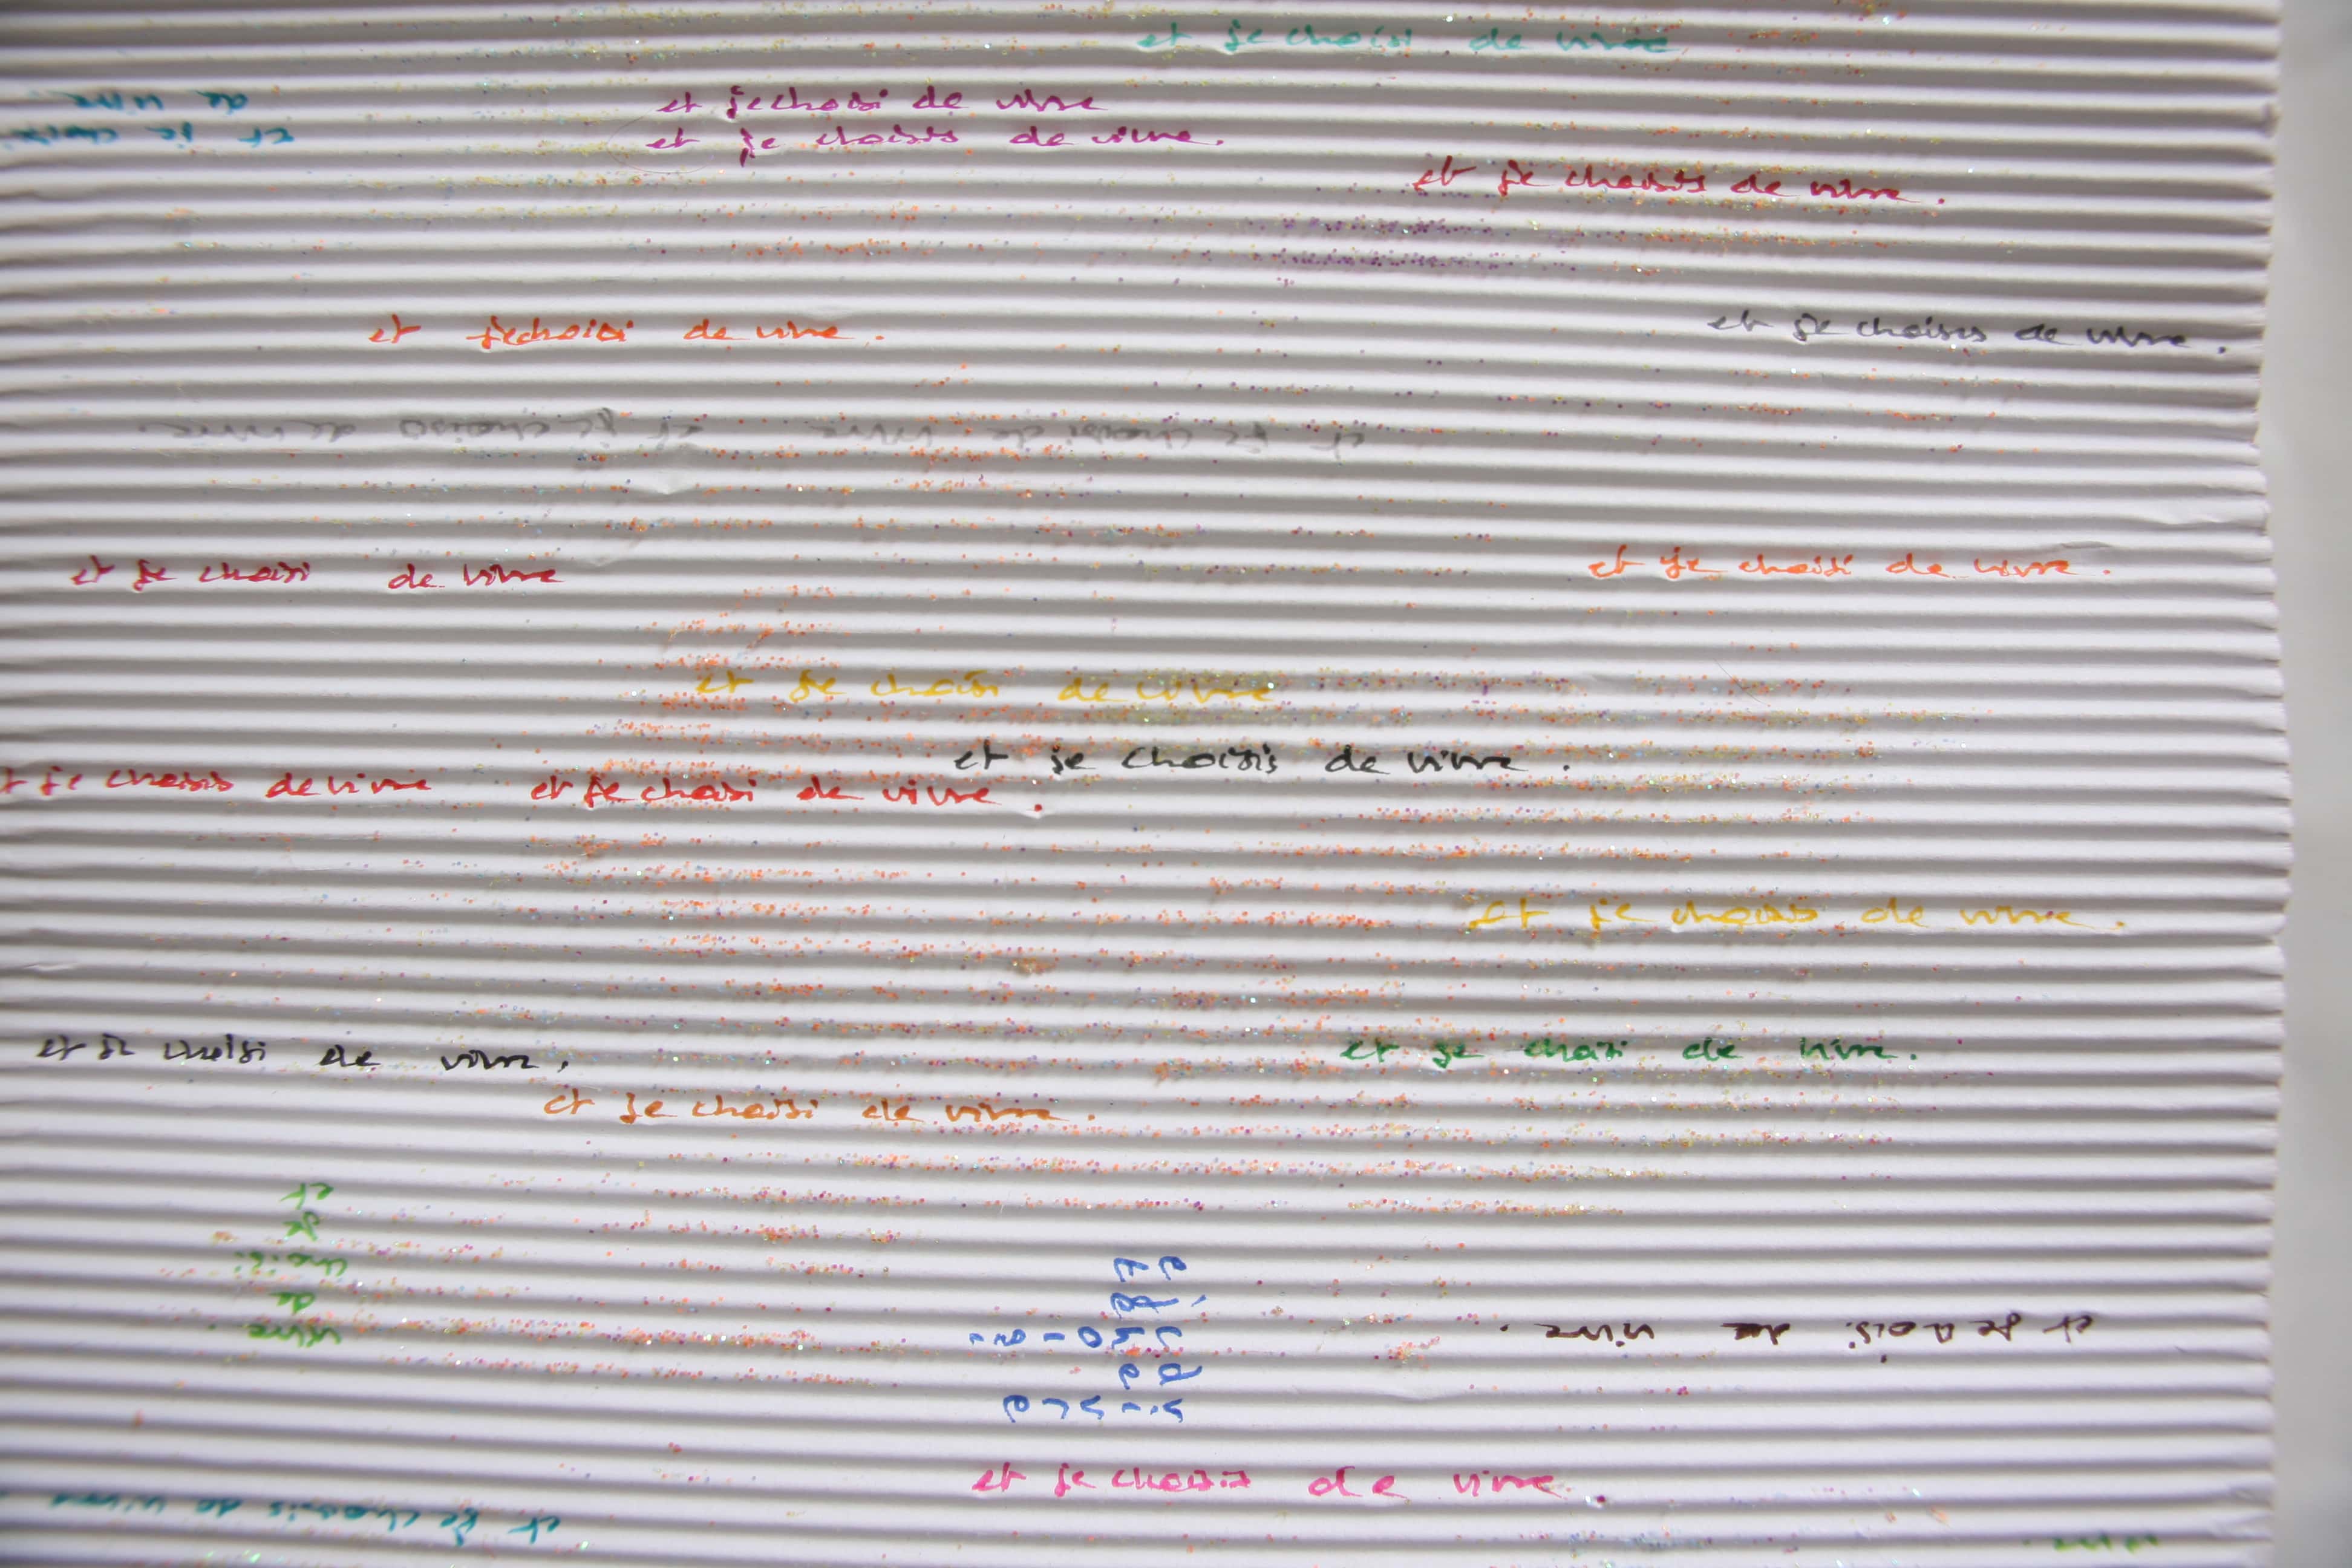 et je choisi de vivre
et je choisi de vivre
et je choisis de vivre.
et je choisi
de vivre.
et je choisis de vivre.
et je choisi de vivre.
et je choisis de vivre.
et je choisi de vivre et je choisis de vivre.
et je choisi de vivre
et je choisi de vivre.
et je choisi de vivre
et je choisis de vivre.
et je choisis de vivre
et je choisi de vivre.
et je choisis de vivre.
et je choisi de vivre.
et je choisi de vivre.
et je choisi de vivre.
et
je
choisi
de
vivre.
et
je
de
vivre
et je de vivre.
et je choisis de vivre.
et je choisis de vivre
vivre.